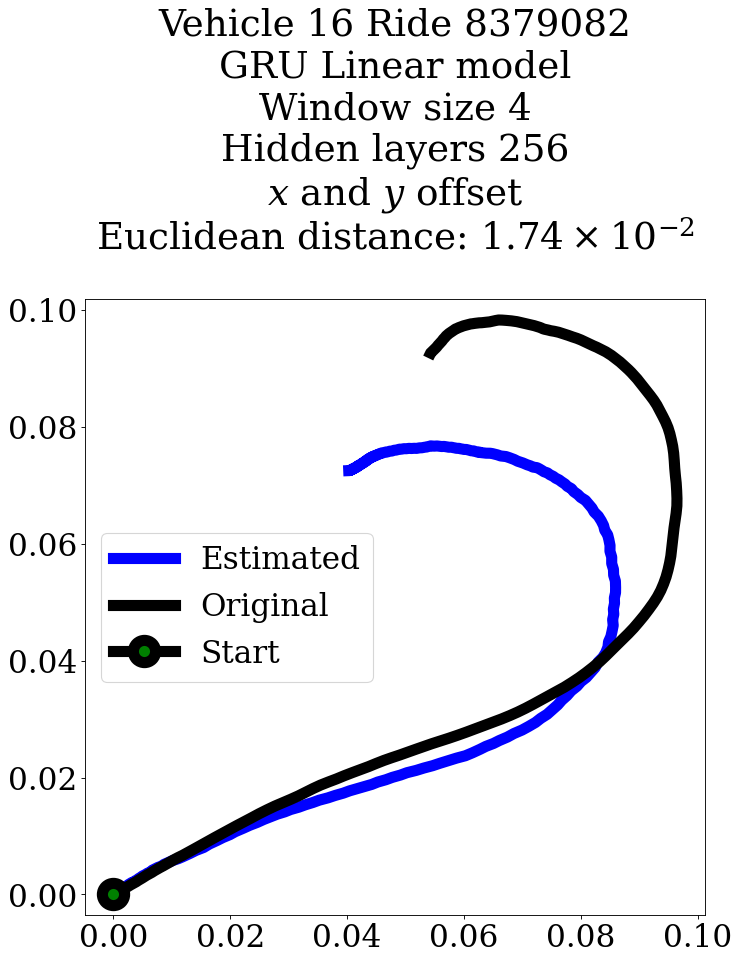 Vehicle 16 Ride 8379082
GRU Linear model
Window size 4
Hidden layers 256
x and y offset
Euclidean distance: 1.74 × 10⁻²
0.10
0.08
0.06
0.04
0.02
0.00
Estimated
Original
Start
0.00 0.02 0.04 0.06 0.08 0.10